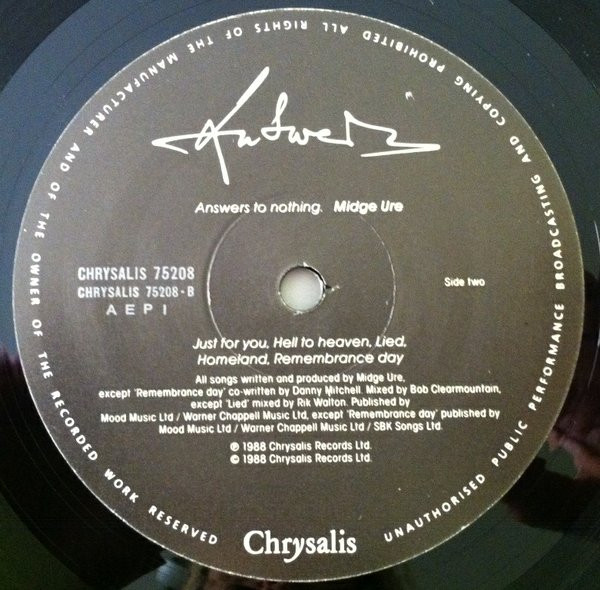 ALL RIGHTS OF THE MANUFACTURER AND OF THE OWNER OF THE RECORDED WORK RESERVED
UNAUTHORISED PUBLIC PERFORMANCE BROADCASTING AND COPYING PROHIBITED
Answers
Answers to nothing. Midge Ure
CHRYSALIS 75208
CHRYSALIS 75208-B
AEPI
Side two
Just for you, Hell to heaven, Lied,
Homeland, Remembrance day
All songs written and produced by Midge Ure,
except 'Remembrance day' co-written by Danny Mitchell. Mixed by Bob Clearmountain,
except 'Lied' mixed by Rik Walton. Published by
Mood Music Ltd / Warner Chappell Music Ltd, except 'Remembrance day' published by
Mood Music Ltd / Warner Chappell Music Ltd / SBK Songs Ltd.
℗ 1988 Chrysalis Records Ltd.
© 1988 Chrysalis Records Ltd.
Chrysalis